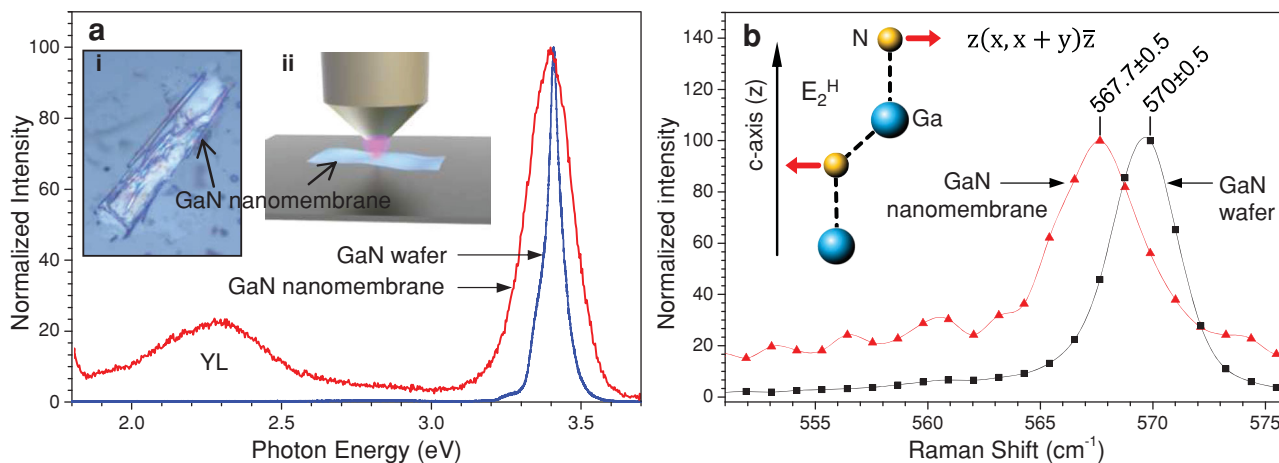 a
i
ii
GaN nanomembrane
GaN wafer
GaN nanomembrane
YL
100
80
60
40
20
0
Normalized Intensity
2.0 2.5 3.0 3.5
Photon Energy (eV)
b
N
z(x, x + y)z̅
c-axis (z)
E₂ᴴ
Ga
567.7±0.5
570±0.5
GaN
nanomembrane
GaN
wafer
140
120
100
80
60
40
20
0
Normalized intensity
555 560 565 570 575
Raman Shift (cm⁻¹)